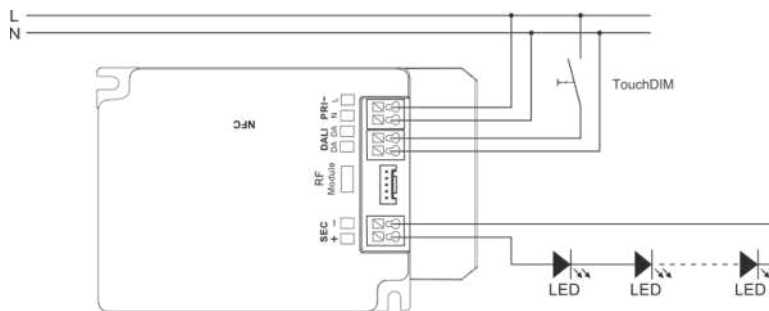 L
N
TouchDIM
NFC
PRI~
L
N
DALI
DA
DA
RF
Module
SEC
−
+
LED
LED
LED